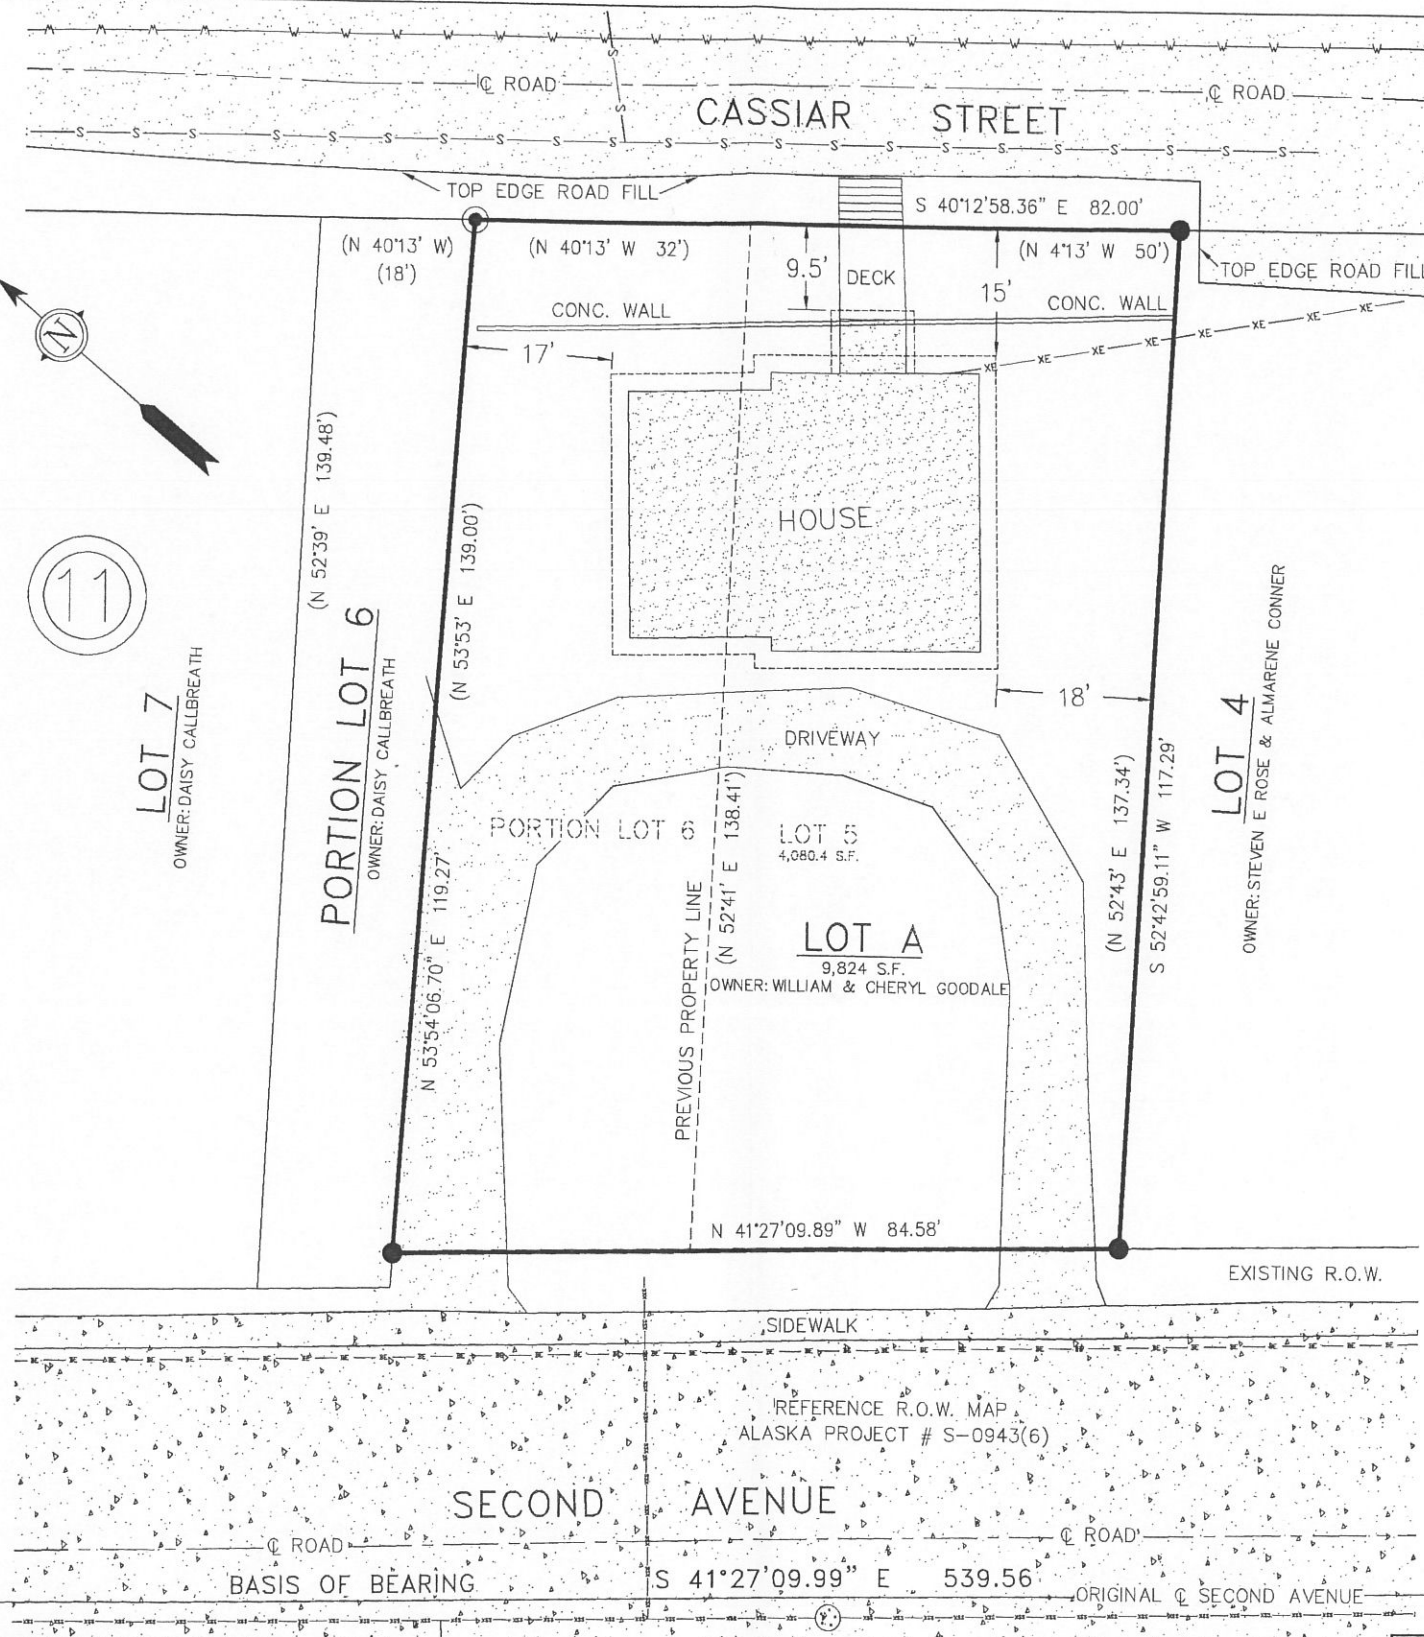 ℄ ROAD
℄ ROAD
CASSIAR STREET
TOP EDGE ROAD FILL
S 40°12'58.36" E 82.00'
(N 40°13' W)
(18')
(N 40°13' W 32')
(N 4°13' W 50')
9.5'
DECK
15'
TOP EDGE ROAD FILL
CONC. WALL
CONC. WALL
17'
N
XE XE XE XE XE XE XE
(N 52°39' E 139.48')
(N 53°53' E 139.00')
HOUSE
11
LOT 7
OWNER: DAISY CALLBREATH
PORTION LOT 6
OWNER: DAISY CALLBREATH
18'
LOT 4
OWNER: STEVEN E ROSE & ALMARENE CONNER
DRIVEWAY
PORTION LOT 6
LOT 5
4,080.4 S.F.
(N 52°41' E 138.41')
(N 52°43' E 137.34')
S 52°42'59.11" W 117.29'
N 53°54'06.70" E 119.27'
PREVIOUS PROPERTY LINE
LOT A
9,824 S.F.
OWNER: WILLIAM & CHERYL GOODALE
N 41°27'09.89" W 84.58'
EXISTING R.O.W.
SIDEWALK
REFERENCE R.O.W. MAP
ALASKA PROJECT # S-0943(6)
SECOND AVENUE
℄ ROAD
℄ ROAD
BASIS OF BEARING S 41°27'09.99" E 539.56
ORIGINAL ℄ SECOND AVENUE